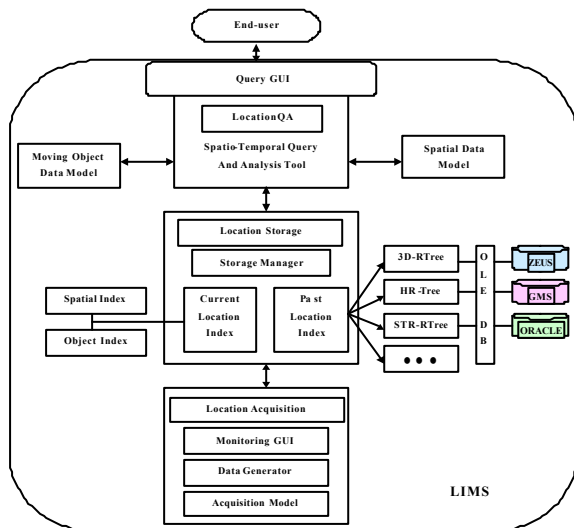 End-user
Query GUI
LocationQA
Spatio-Temporal Query
And Analysis Tool
Moving Object
Data Model
Spatial Data
Model
Location Storage
Storage Manager
Current
Location
Index
Past
Location
Index
Spatial Index
Object Index
3D-RTree
HR-Tree
STR-RTree
•••
O
L
E
D
B
ZEUS
GMS
ORACLE
Location Acquisition
Monitoring GUI
Data Generator
Acquisition Model
LIMS